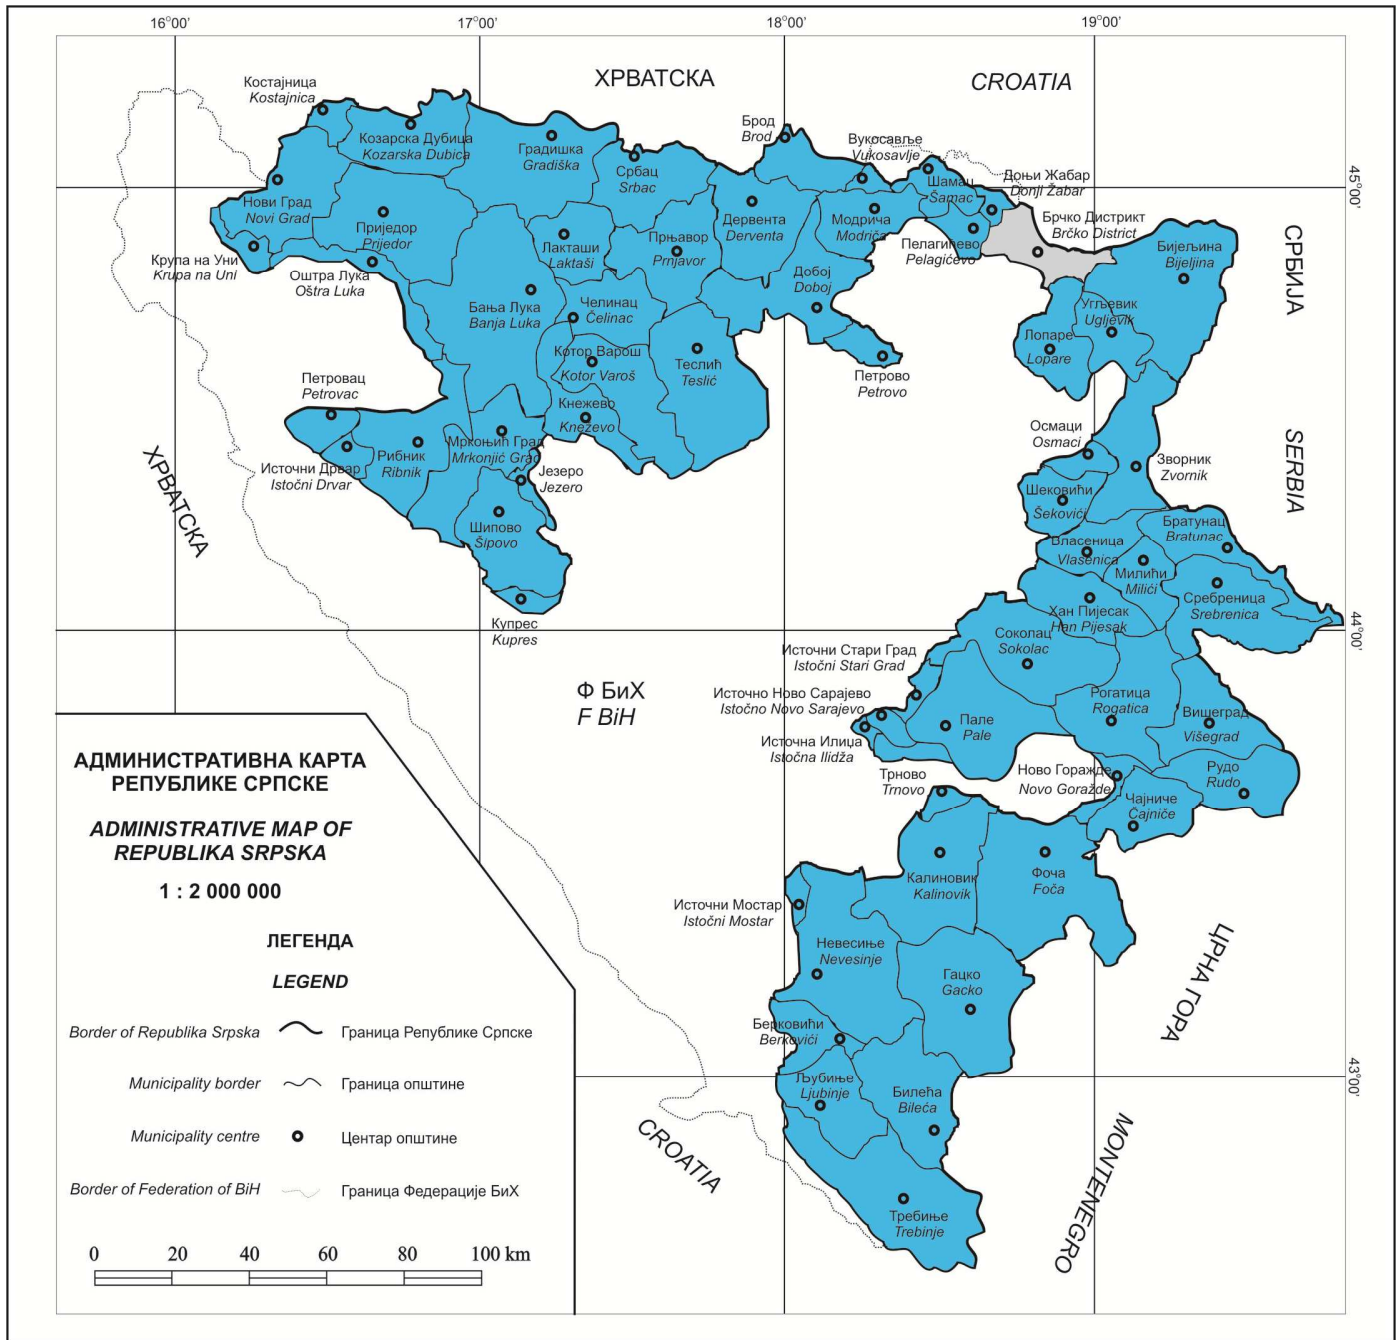 16°00'
17°00'
18°00'
19°00'
ХРВАТСКА
CROATIA
Костајница
Kostajnica
Козарска Дубица
Kozarska Dubica
Градишка
Gradiška
Србац
Srbac
Брод
Brod
Вукосавље
Vukosavlje
Шамац
Šamac
Доњи Жабар
Donji Žabar
45°00'
Нови Град
Novi Grad
Приједор
Prijedor
Лакташи
Laktaši
Прњавор
Prnjavor
Дервента
Derventa
Модрича
Modriča
Пелагићево
Pelagićevo
Брчко Дистрикт
Brčko District
Бијељина
Bijeljina
СРБИЈА
Крупа на Уни
Krupa na Uni
Оштра Лука
Oštra Luka
Бања Лука
Banja Luka
Челинац
Čelinac
Добој
Doboj
Угљевик
Ugljevik
Лопаре
Lopare
Котор Варош
Kotor Varoš
Теслић
Teslić
Петрово
Petrovo
Петровац
Petrovac
Кнежево
Knezevo
Источни Дрвар
Istočni Drvar
Рибник
Ribnik
Мркоњић Град
Mrkonjić Grad
Језеро
Jezero
Шипово
Šipovo
Купрес
Kupres
Осмаци
Osmaci
Зворник
Zvornik
SERBIA
Шековићи
Šekovići
Братунац
Bratunac
Власеница
Vlasenica
Милићи
Milići
Сребреница
Srebrenica
Хан Пијесак
Han Pijesak
44°00'
ХРВАТСКА
Соколац
Sokolac
Источни Стари Град
Istočni Stari Grad
Источно Ново Сарајево
Istočno Novo Sarajevo
Источна Илиџа
Istočna Ilidža
Ф БиХ
F BiH
Пале
Pale
Рогатица
Rogatica
Вишеград
Višegrad
Рудо
Rudo
Трново
Trnovo
Ново Горажде
Novo Goražde
Чајниче
Čajniče
Калиновик
Kalinovik
Фоча
Foča
Источни Мостар
Istočni Mostar
Невесиње
Nevesinje
Гацко
Gacko
ЦРНА ГОРА
Берковићи
Berkovići
Љубиње
Ljubinje
Билећа
Bileća
43°00'
CROATIA
MONTENEGRO
Требиње
Trebinje
АДМИНИСТРАТИВНА КАРТА
РЕПУБЛИКЕ СРПСКЕ
ADMINISTRATIVE MAP OF
REPUBLIKA SRPSKA
1 : 2 000 000
ЛЕГЕНДА
LEGEND
Border of Republika Srpska Граница Републике Српске
Municipality border Граница општине
Municipality centre Центар општине
Border of Federation of BiH Граница Федерације БиХ
0 20 40 60 80 100 km